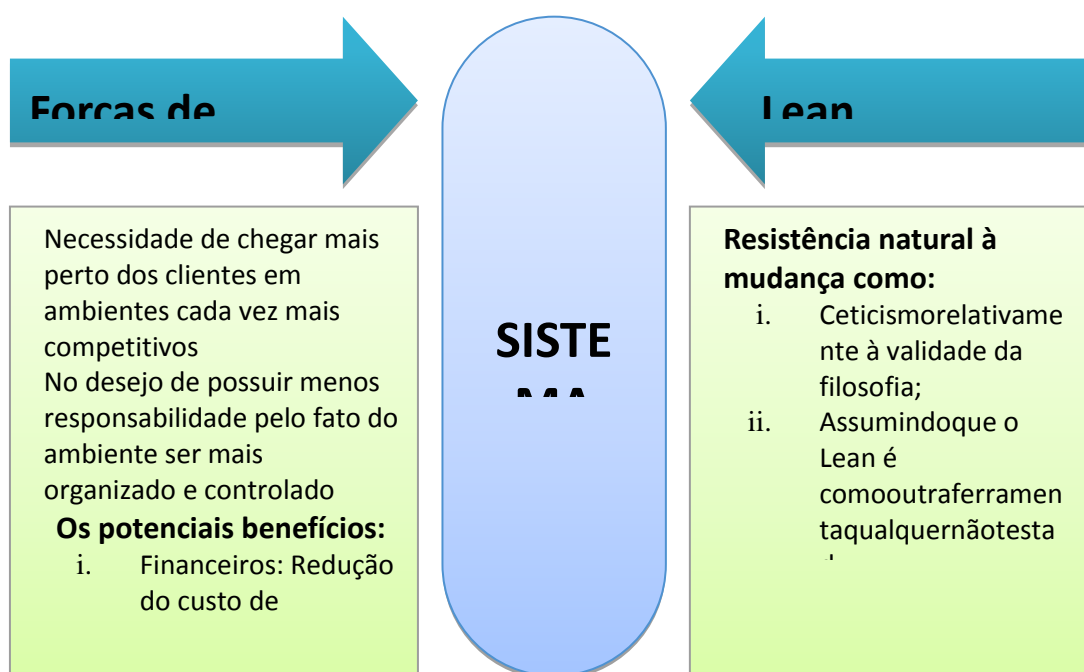 Forças de
Necessidade de chegar mais
perto dos clientes em
ambientes cada vez mais
competitivos
No desejo de possuir menos
responsabilidade pelo fato do
ambiente ser mais
organizado e controlado
Os potenciais benefícios:
i. Financeiros: Redução
do custo de
SISTE
MA
Lean
Resistência natural à
mudança como:
i. Ceticismorelativame
nte à validade da
filosofia;
ii. Assumindoque o
Lean é
comooutraferramen
taqualquernãotesta